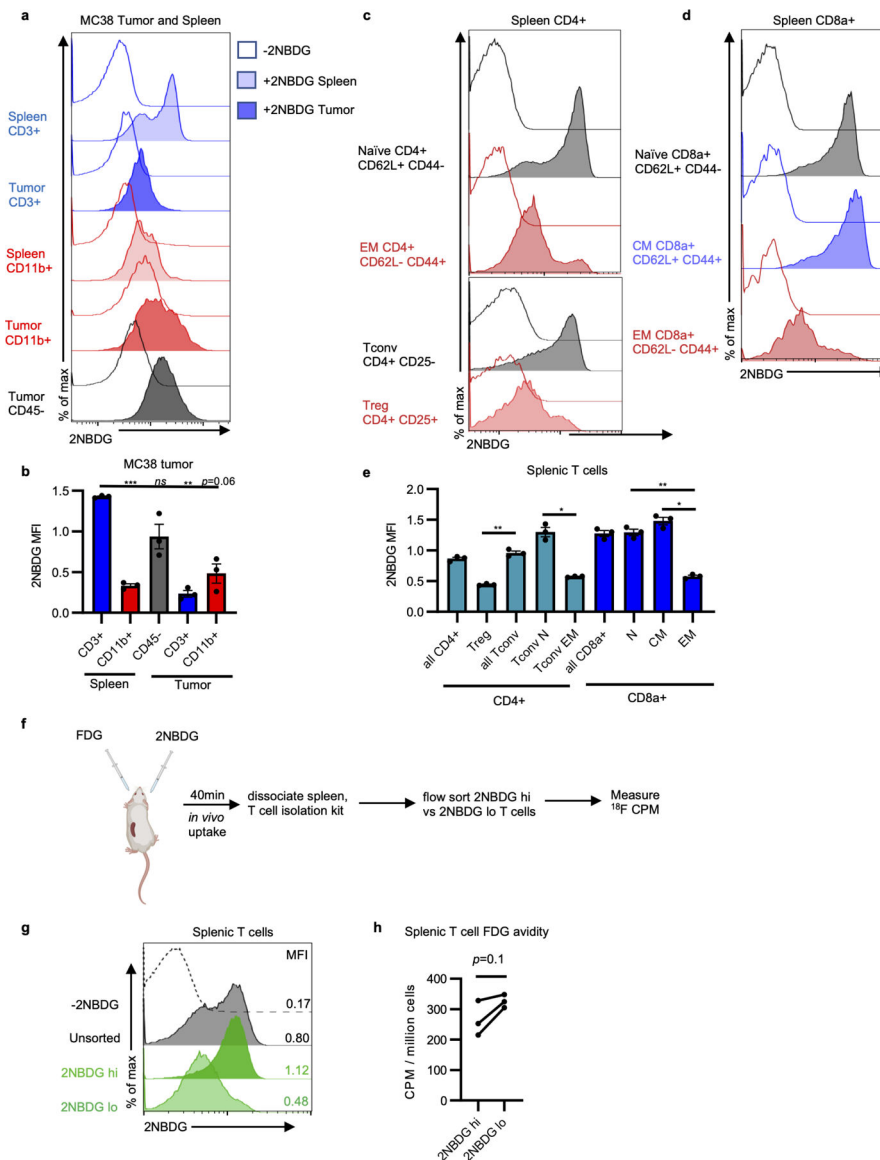 a
MC38 Tumor and Spleen
-2NBDG
+2NBDG Spleen
+2NBDG Tumor
Spleen
CD3+
Tumor
CD3+
Spleen
CD11b+
Tumor
CD11b+
Tumor
CD45-
% of max
2NBDG
c
Spleen CD4+
Naïve CD4+
CD62L+ CD44-
EM CD4+
CD62L- CD44+
Tconv
CD4+ CD25-
Treg
CD4+ CD25+
% of max
2NBDG
d
Spleen CD8a+
Naïve CD8a+
CD62L+ CD44-
CM CD8a+
CD62L+ CD44+
EM CD8a+
CD62L- CD44+
% of max
2NBDG
b
MC38 tumor
*** ns ** p=0.06
2NBDG MFI
1.5
1.0
0.5
0.0
CD3+
CD11b+
CD45-
CD3+
CD11b+
Spleen
Tumor
e
Splenic T cells
**
*
**
*
2NBDG MFI
2.0
1.5
1.0
0.5
0.0
all CD4+
Treg
all Tconv
Tconv N
Tconv EM
all CD8a+
N
CM
EM
CD4+
CD8a+
f
FDG
2NBDG
40min
in vivo
uptake
dissociate spleen,
T cell isolation kit
flow sort 2NBDG hi
vs 2NBDG lo T cells
Measure
¹⁸F CPM
g
Splenic T cells
MFI
-2NBDG
0.17
Unsorted
0.80
2NBDG hi
1.12
2NBDG lo
0.48
% of max
2NBDG
h
Splenic T cell FDG avidity
p=0.1
CPM / million cells
400
300
200
100
0
2NBDG hi
2NBDG lo